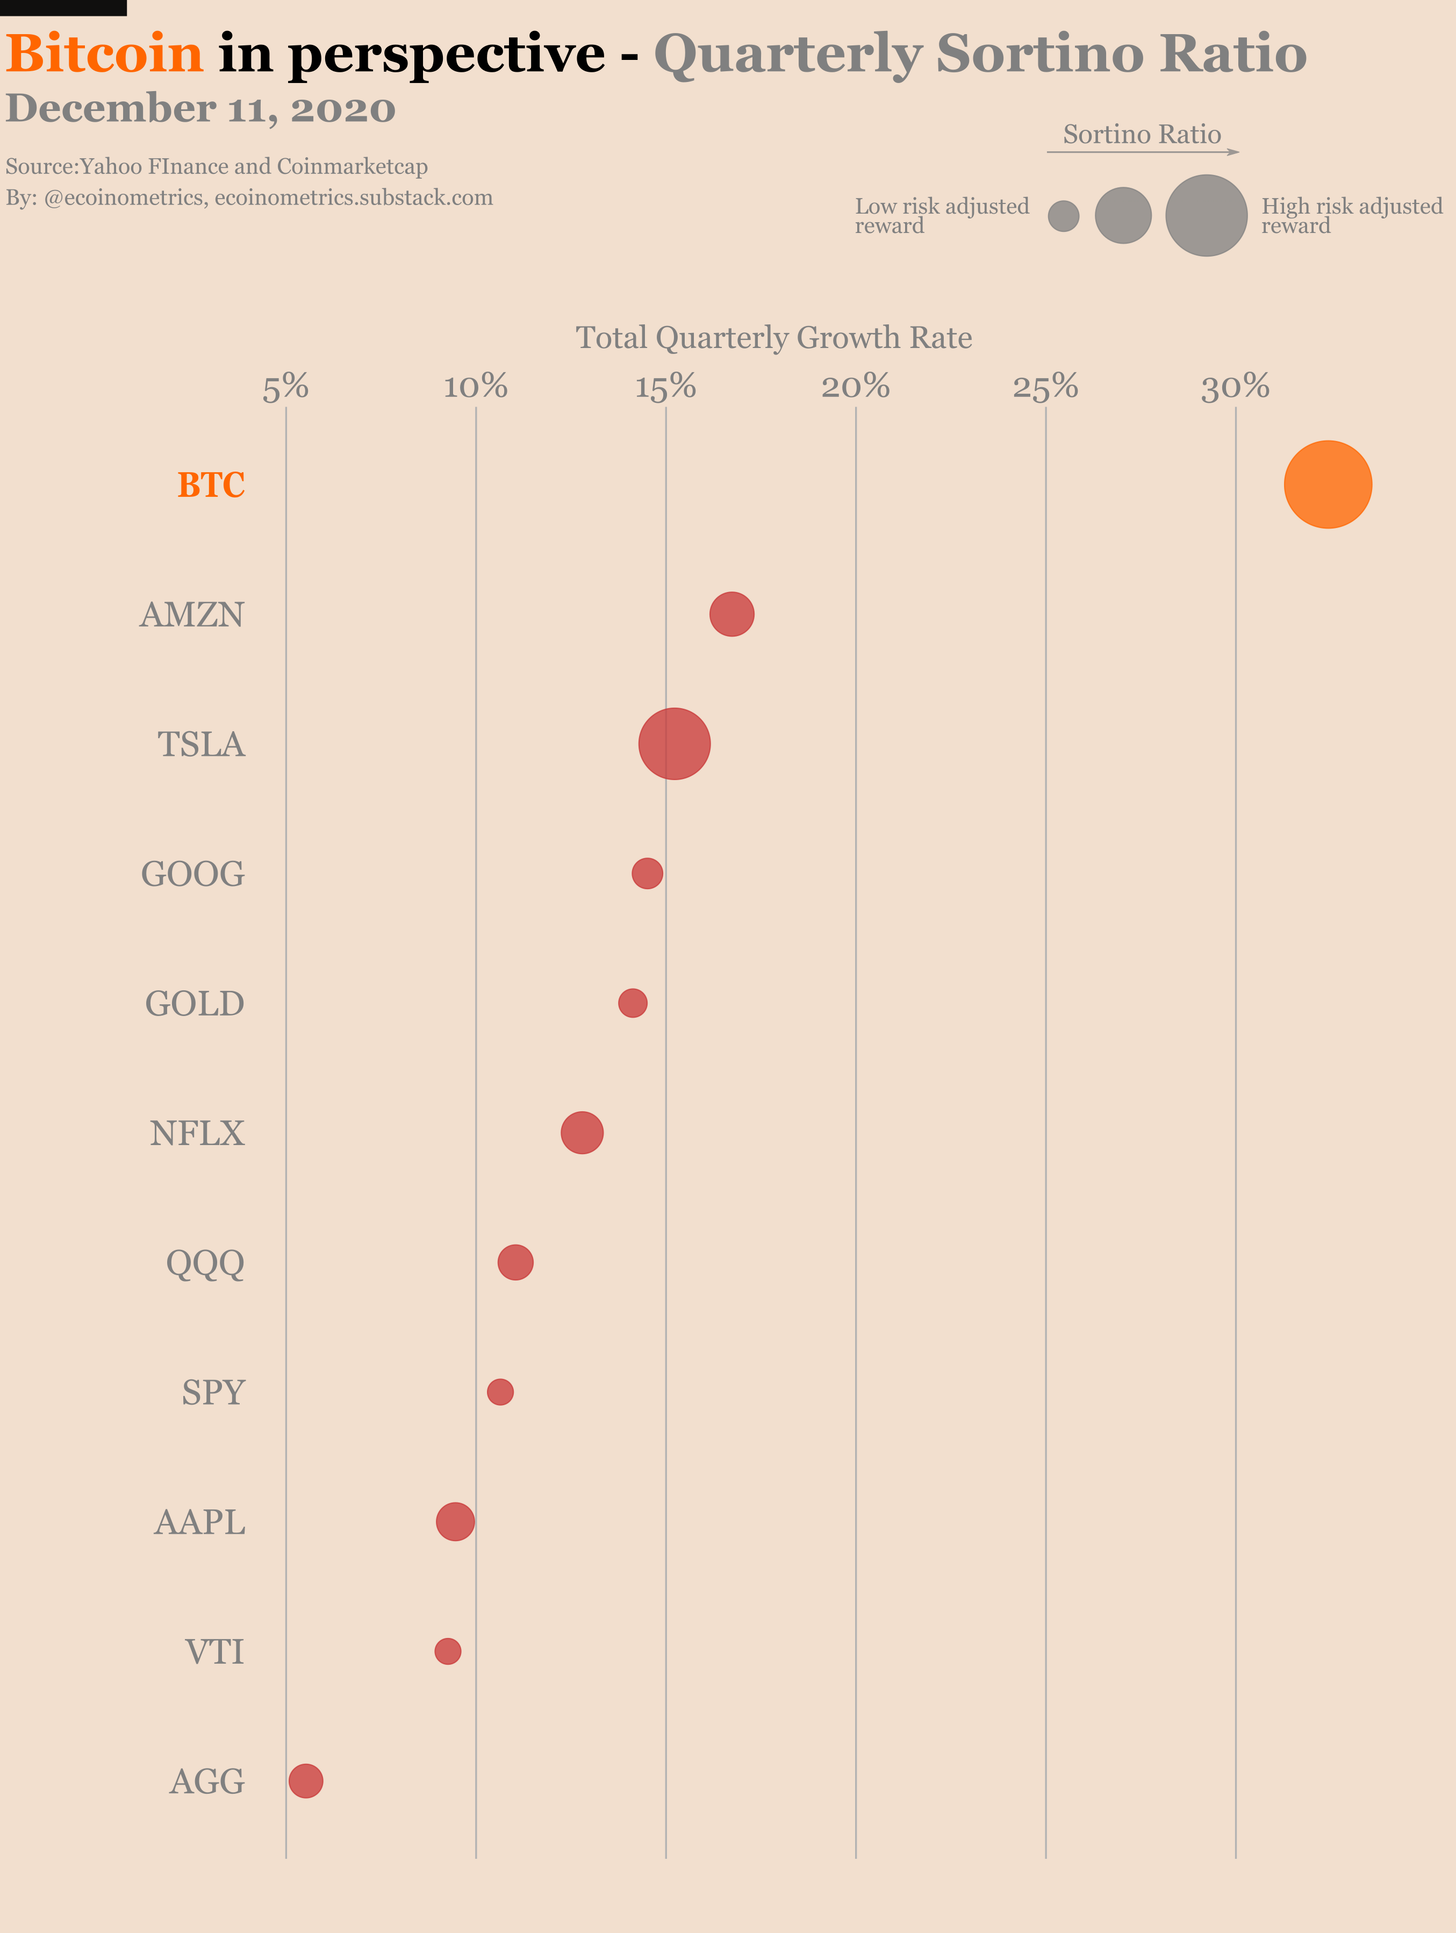 Bitcoin in perspective - Quarterly Sortino Ratio
December 11, 2020
Source:Yahoo FInance and Coinmarketcap
By: @ecoinometrics, ecoinometrics.substack.com
Sortino Ratio
Low risk adjusted
reward
High risk adjusted
reward
Total Quarterly Growth Rate
5% 10% 15% 20% 25% 30%
BTC
AMZN
TSLA
GOOG
GOLD
NFLX
QQQ
SPY
AAPL
VTI
AGG